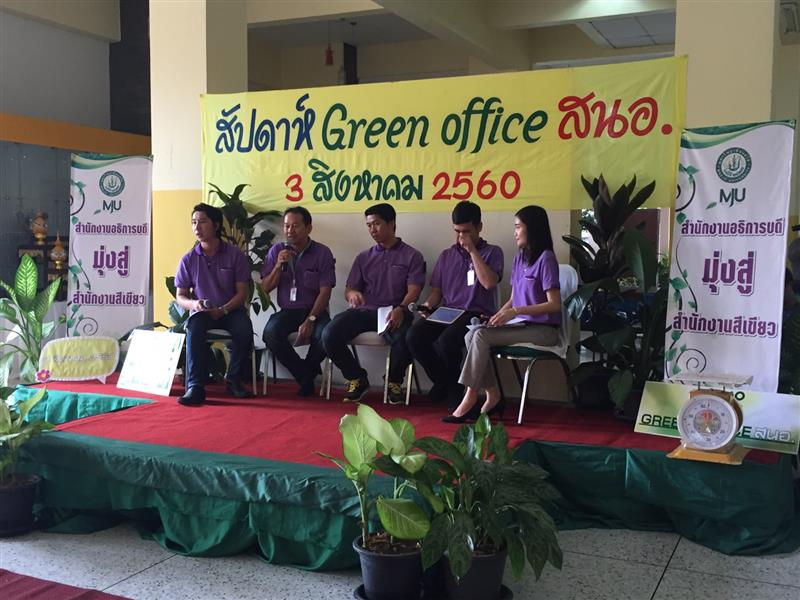 สัปดาห์ Green office สนอ.
3 สิงหาคม 2560
MJU
สำนักงานอธิการบดี
มุ่งสู่
สำนักงานสีเขียว
MJU
สำนักงานอธิการบดี
มุ่งสู่
สำนักงานสีเขียว
GREEN
สนอ.